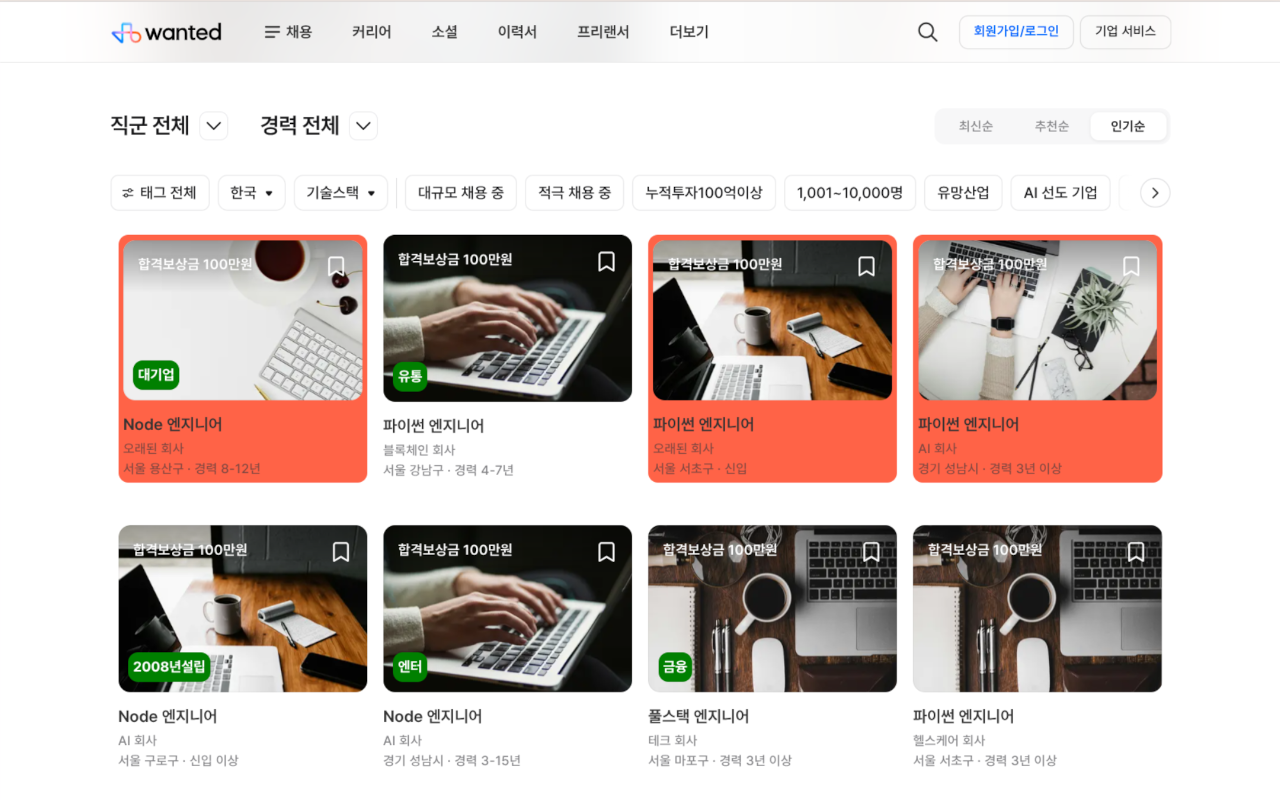 wanted
채용
커리어
소셜
이력서
프리랜서
더보기
회원가입/로그인
기업 서비스
직군 전체
경력 전체
최신순
추천순
인기순
태그 전체
한국
기술스택
대규모 채용 중
적극 채용 중
누적투자100억이상
1,001~10,000명
유망산업
AI 선도 기업
합격보상금 100만원
대기업
Node 엔지니어
오래된 회사
서울 용산구 · 경력 8-12년
합격보상금 100만원
유통
파이썬 엔지니어
블록체인 회사
서울 강남구 · 경력 4-7년
합격보상금 100만원
파이썬 엔지니어
오래된 회사
서울 서초구 · 신입
합격보상금 100만원
파이썬 엔지니어
AI 회사
경기 성남시 · 경력 3년 이상
합격보상금 100만원
2008년설립
Node 엔지니어
AI 회사
서울 구로구 · 신입 이상
합격보상금 100만원
엔터
Node 엔지니어
AI 회사
경기 성남시 · 경력 3-15년
합격보상금 100만원
금융
풀스택 엔지니어
테크 회사
서울 마포구 · 경력 3년 이상
합격보상금 100만원
파이썬 엔지니어
헬스케어 회사
서울 서초구 · 경력 3년 이상